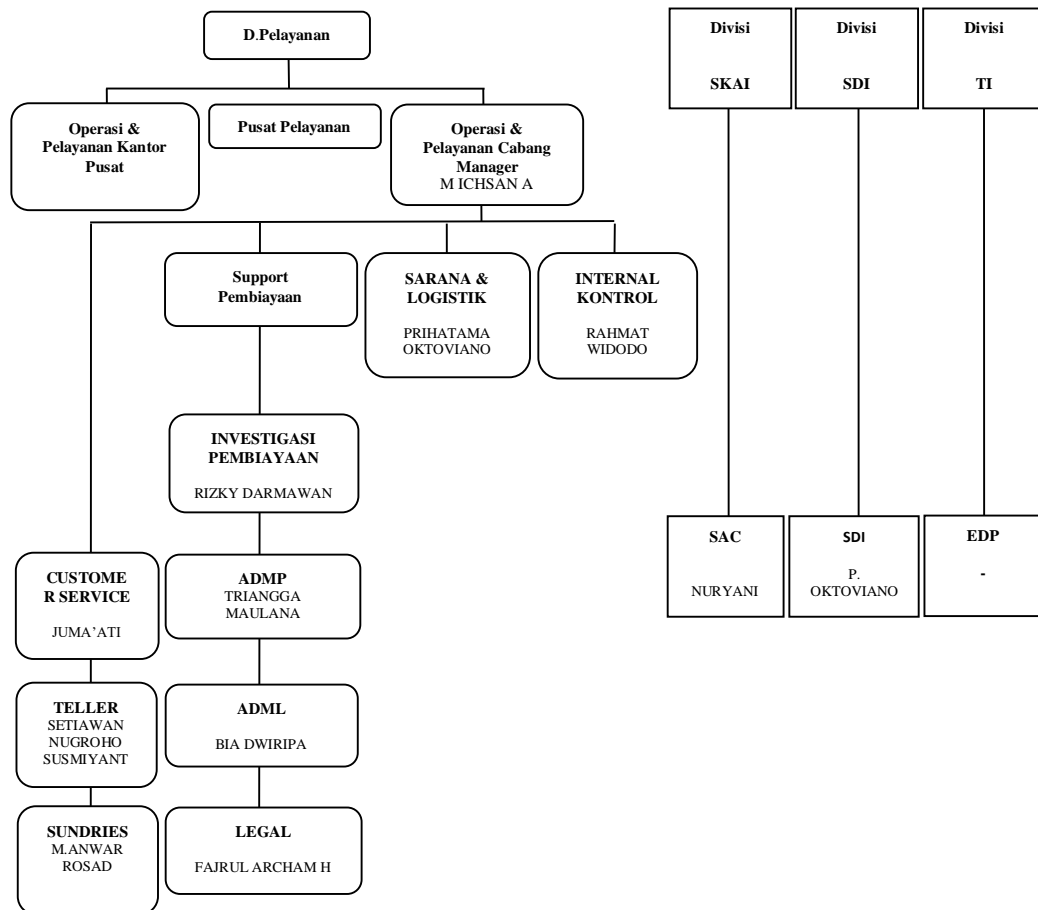 D.Pelayanan
Operasi &
Pelayanan Kantor
Pusat
Pusat Pelayanan
Operasi &
Pelayanan Cabang
Manager
M ICHSAN A
Support
Pembiayaan
SARANA &
LOGISTIK
PRIHATAMA
OKTOVIANO
INTERNAL
KONTROL
RAHMAT
WIDODO
INVESTIGASI
PEMBIAYAAN
RIZKY DARMAWAN
CUSTOME
R SERVICE
JUMA’ATI
ADMP
TRIANGGA
MAULANA
TELLER
SETIAWAN
NUGROHO
SUSMIYANT
ADML
BIA DWIRIPA
SUNDRIES
M.ANWAR
ROSAD
LEGAL
FAJRUL ARCHAM H
Divisi
SKAI
Divisi
SDI
Divisi
TI
SAC
NURYANI
SDI
P.
OKTOVIANO
EDP
-